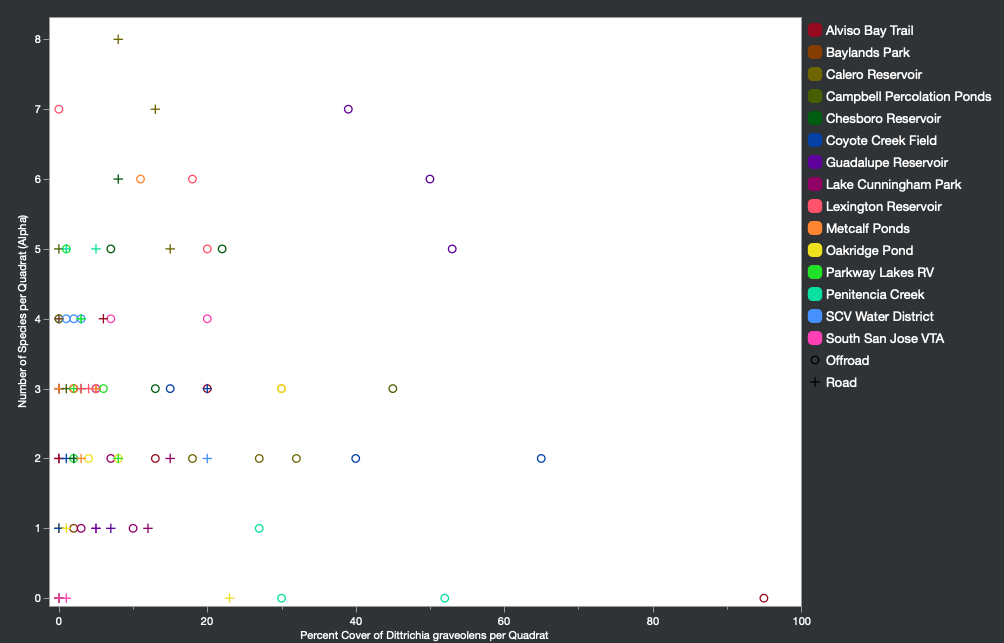 Number of Species per Quadrat (Alpha)
8
7
6
5
4
3
2
1
0
0
20
40
60
80
100
Percent Cover of Dittrichia graveolens per Quadrat
Alviso Bay Trail
Baylands Park
Calero Reservoir
Campbell Percolation Ponds
Chesboro Reservoir
Coyote Creek Field
Guadalupe Reservoir
Lake Cunningham Park
Lexington Reservoir
Metcalf Ponds
Oakridge Pond
Parkway Lakes RV
Penitencia Creek
SCV Water District
South San Jose VTA
Offroad
Road